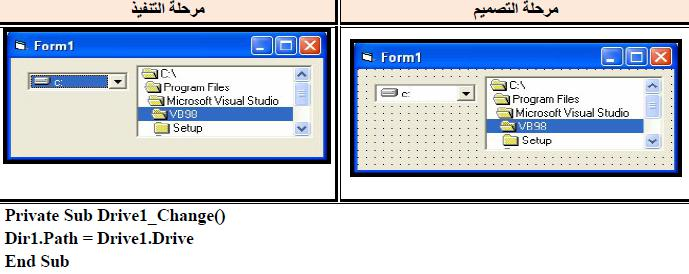 مرحلة التصميم
مرحلة التنفيذ
Form1
c:
C:\
Program Files
Microsoft Visual Studio
VB98
Setup
Form1
c:
C:\
Program Files
Microsoft Visual Studio
VB98
Setup
Private Sub Drive1_Change()
Dir1.Path = Drive1.Drive
End Sub